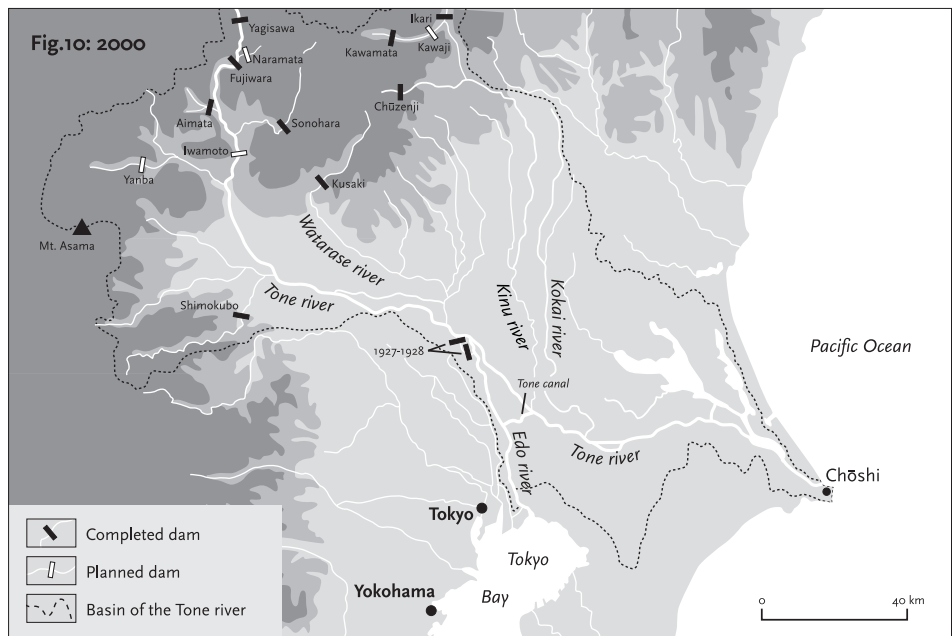 Fig.10: 2000
Yagisawa
Naramata
Fujiwara
Aimata
Sonohara
Iwamoto
Yanba
Kusaki
Mt. Asama
Ikari
Kawaji
Kawamata
Chūzenji
Watarase river
Tone river
Shimokubo
1927-1928
Kinu river
Kokai river
Tone canal
Edo river
Tone river
Pacific Ocean
Chōshi
Tokyo
Tokyo
Bay
Yokohama
Completed dam
Planned dam
Basin of the Tone river
0 40 km